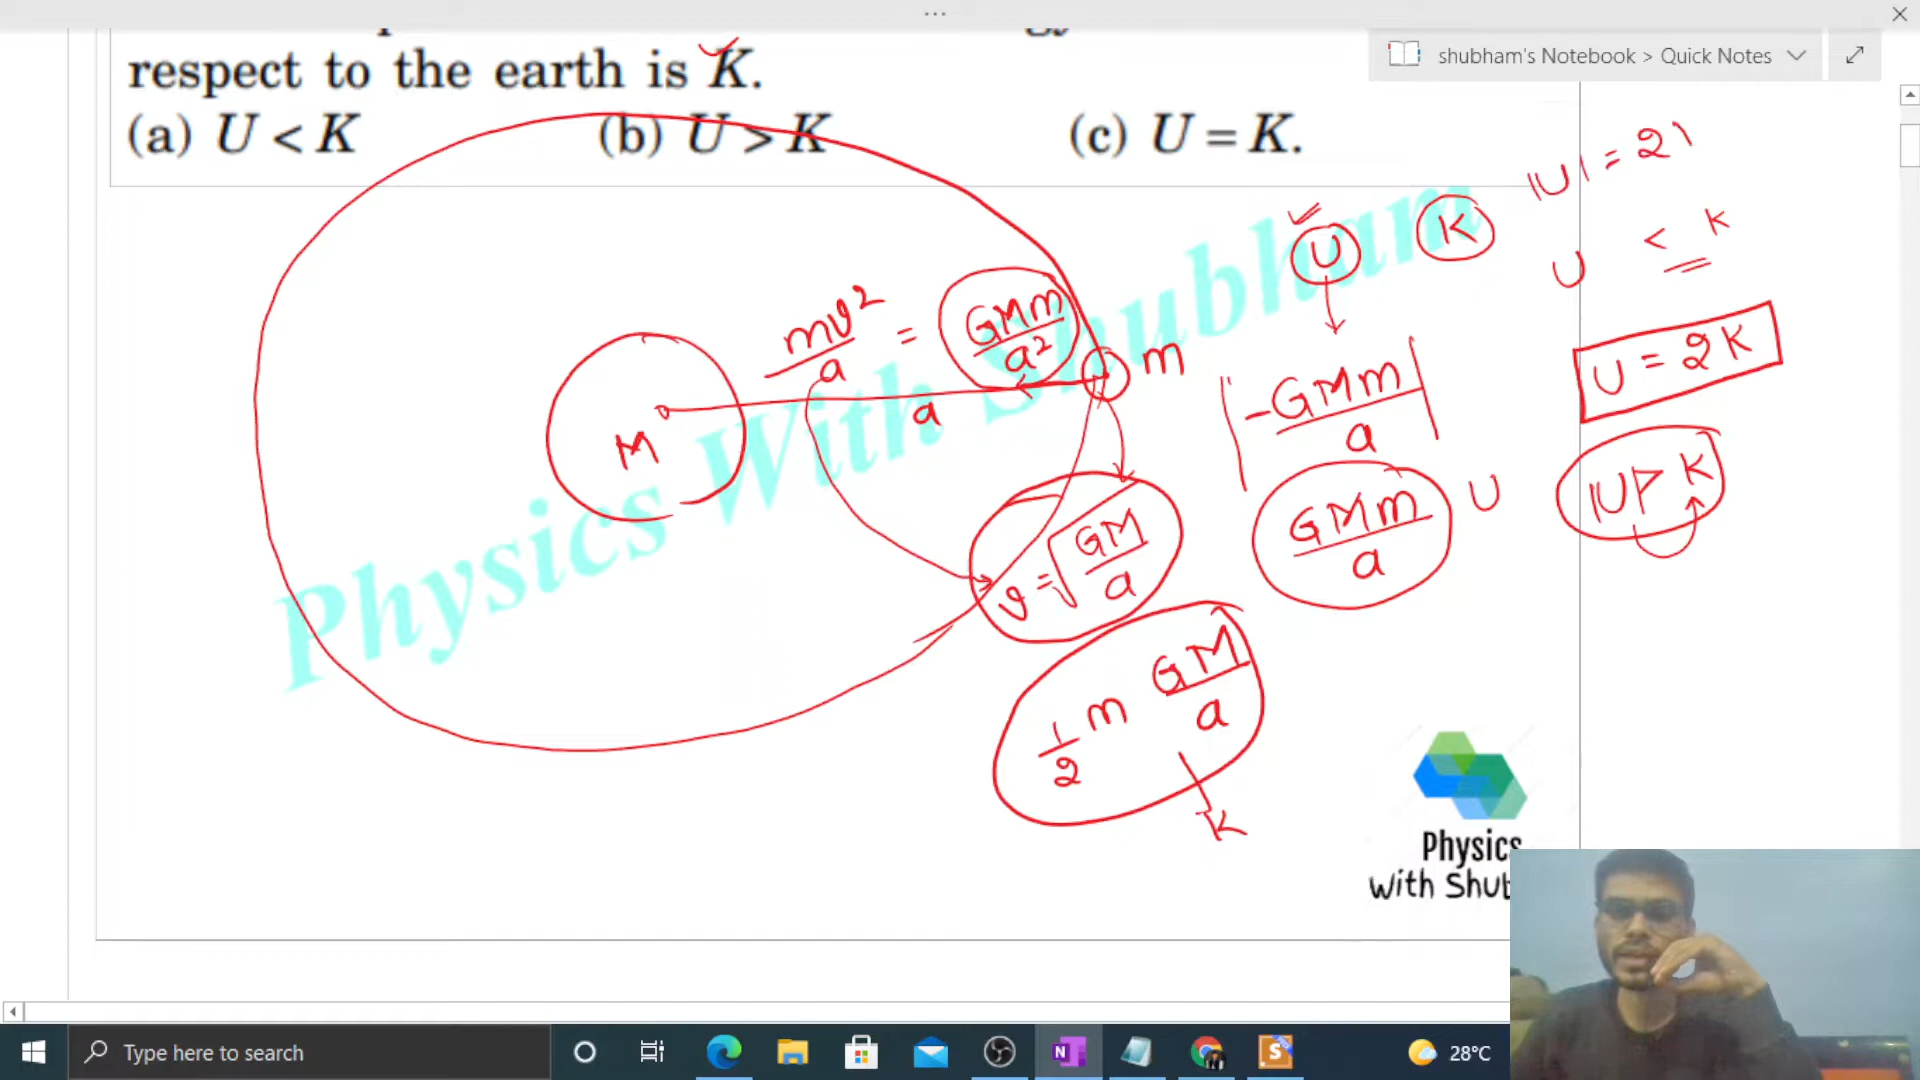 respect to the earth is K.
(a) U < K (b) U > K (c) U = K.
shubham's Notebook > Quick Notes
|U| = 2
U < K
U
K
mv²/a = GMm/a²
m
a
M
|-GMm/a|
U = 2K
|U| > K
GMm/a U
v = √GM/a
1/2 m GM/a
K
Physics With Shubham
Physics
With Shub
Type here to search
28°C